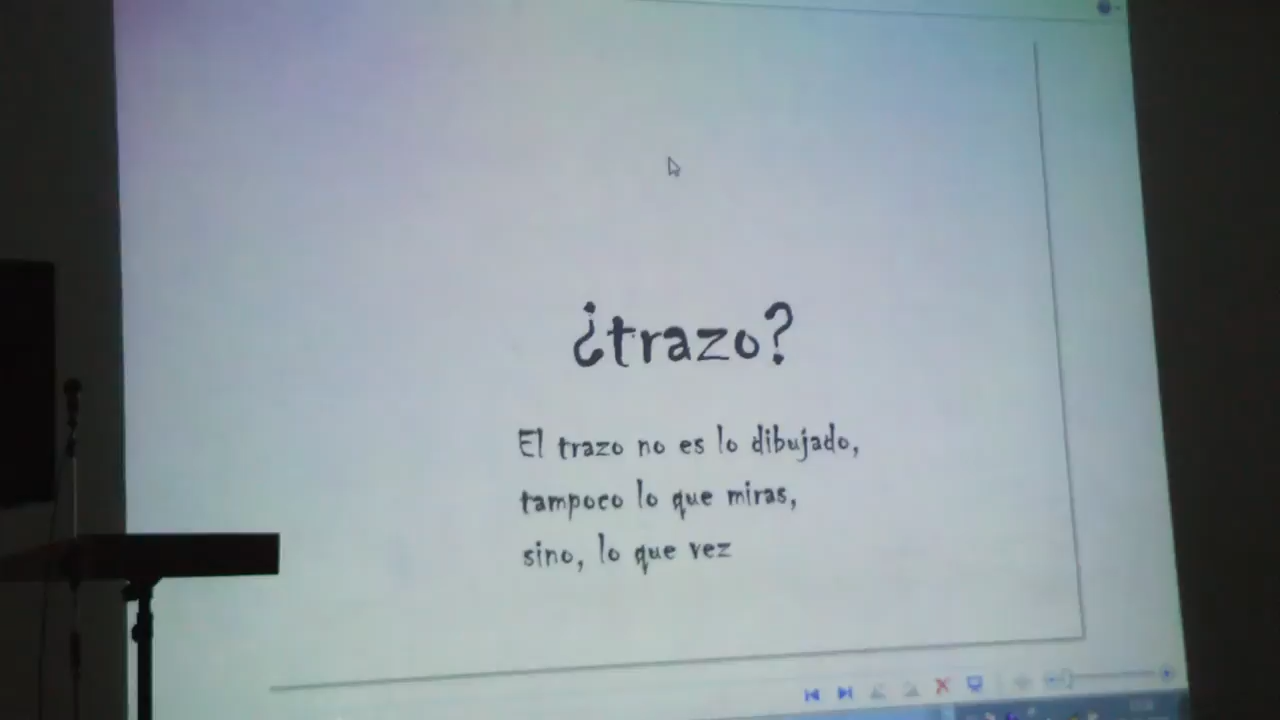 ¿trazo?
El trazo no es lo dibujado,
tampoco lo que miras,
sino, lo que vez